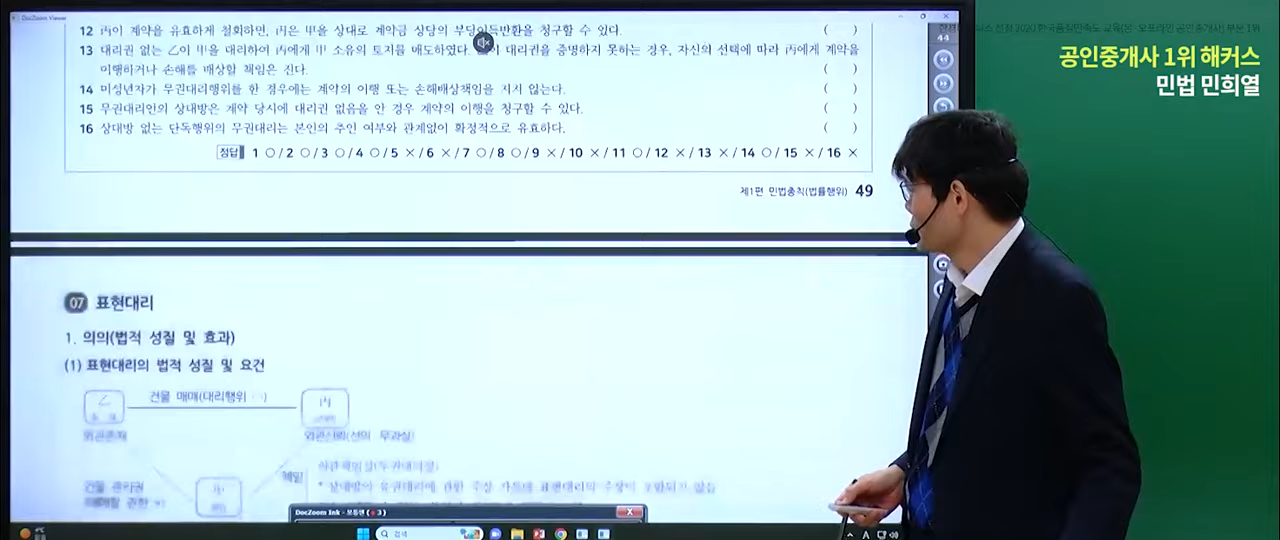 DocZoom Viewer
12 丙이 계약을 유효하게 철회하면, 丙은 甲을 상대로 계약금 상당의 부당이득반환을 청구할 수 있다. ( )
13 대리권 없는 乙이 甲을 대리하여 丙에게 甲 소유의 토지를 매도하였다. 대리권을 증명하지 못하는 경우, 자신의 선택에 따라 丙에게 계약을
이행하거나 손해를 배상할 책임은 진다. ( )
14 미성년자가 무권대리행위를 한 경우에는 계약의 이행 또는 손해배상책임을 지지 않는다. ( )
15 무권대리인의 상대방은 계약 당시에 대리권 없음을 안 경우 계약의 이행을 청구할 수 있다. ( )
16 상대방 없는 단독행위의 무권대리는 본인의 추인 여부와 관계없이 확정적으로 유효하다. ( )
정답 1 ○ / 2 ○ / 3 ○ / 4 ○ / 5 × / 6 × / 7 ○ / 8 ○ / 9 × / 10 × / 11 ○ / 12 × / 13 × / 14 ○ / 15 × / 16 ×
제1편 민법총칙(법률행위) 49
44
공인중개사 1위 해커스
민법 민희열
07 표현대리
1. 의의(법적 성질 및 효과)
(1) 표현대리의 법적 성질 및 요건
乙
건물 매매(대리행위
丙
외관존재
외관신뢰(선의 무과실)
건물 관리권
甲
DocZoom Ink - 보통펜 ( 3 )
검색
4℃
A